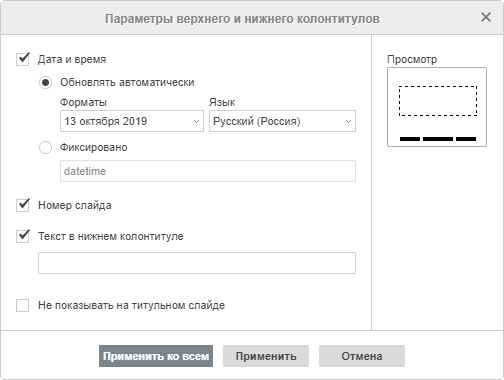 Параметры верхнего и нижнего колонтитулов
Дата и время
Просмотр
Обновлять автоматически
Форматы Язык
13 октября 2019 Русский (Россия)
Фиксировано
datetime
Номер слайда
Текст в нижнем колонтитуле
Не показывать на титульном слайде
Применить ко всем Применить Отмена